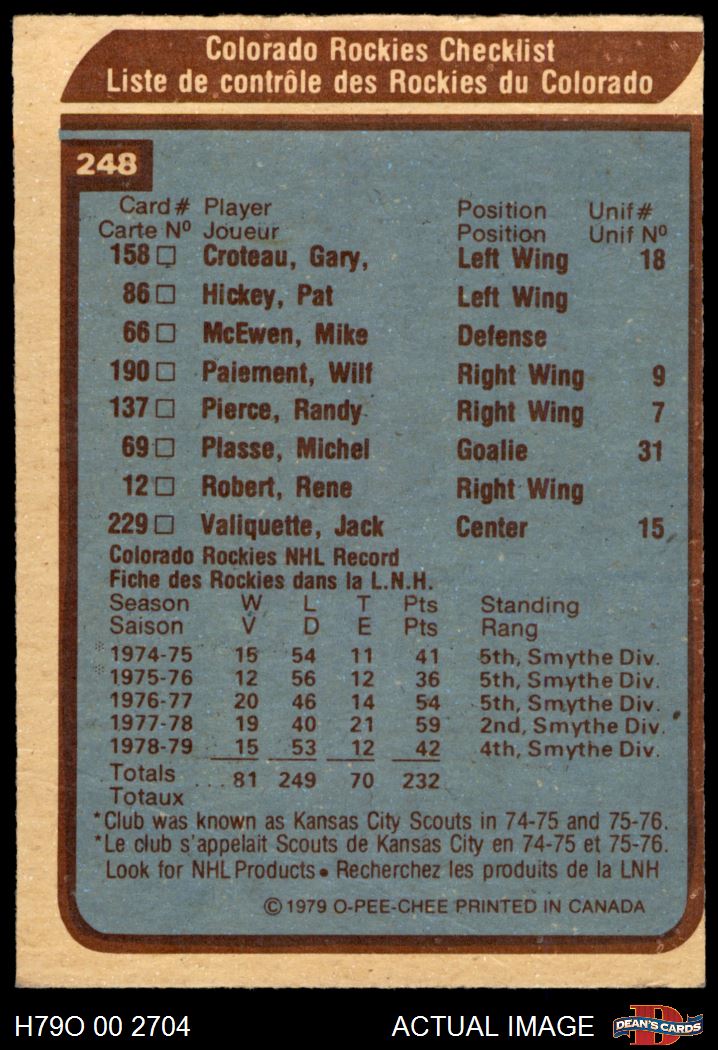 Colorado Rockies Checklist
Liste de contrôle des Rockies du Colorado
248
Card # Player Position Unif #
Carte Nº Joueur Position Unif Nº
158 □ Croteau, Gary, Left Wing 18
86 □ Hickey, Pat Left Wing
66 □ McEwen, Mike Defense
190 □ Paiement, Wilf Right Wing 9
137 □ Pierce, Randy Right Wing 7
69 □ Plasse, Michel Goalie 31
12 □ Robert, Rene Right Wing
229 □ Valiquette, Jack Center 15
Colorado Rockies NHL Record
Fiche des Rockies dans la L.N.H.
Season W L T Pts Standing
Saison V D E Pts Rang
*1974-75 15 54 11 41 5th, Smythe Div.
*1975-76 12 56 12 36 5th, Smythe Div.
1976-77 20 46 14 54 5th, Smythe Div.
1977-78 19 40 21 59 2nd, Smythe Div.
1978-79 15 53 12 42 4th, Smythe Div.
Totals ... 81 249 70 232
Totaux
*Club was known as Kansas City Scouts in 74-75 and 75-76.
*Le club s'appelait Scouts de Kansas City en 74-75 et 75-76.
Look for NHL Products • Recherchez les produits de la LNH
© 1979 O-PEE-CHEE PRINTED IN CANADA
H79O 00 2704 ACTUAL IMAGE DEAN'S CARDS